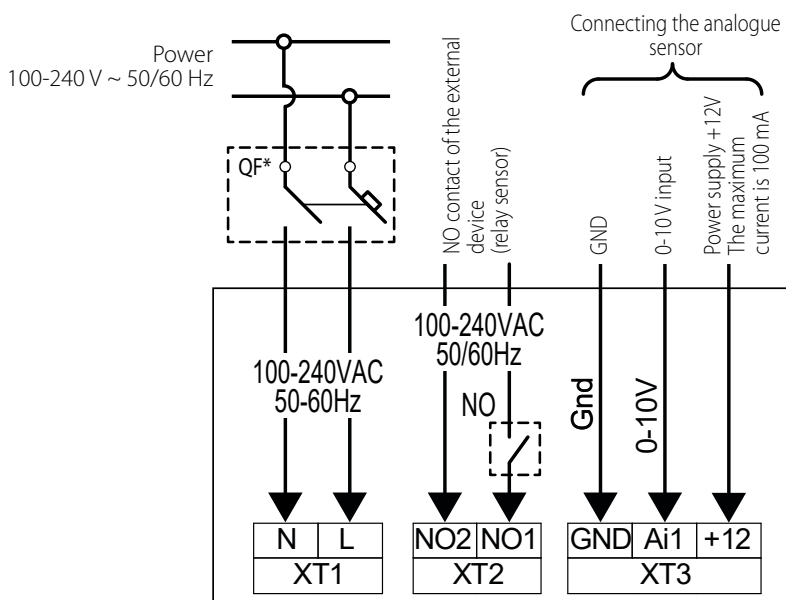 Connecting the analogue
sensor
Power
100-240 V ~ 50/60 Hz
QF*
NO contact of the external
device
(relay sensor)
GND
0-10 V input
Power supply +12V
The maximum
current is 100 mA
100-240VAC
50-60Hz
100-240VAC
50/60Hz
NO
Gnd
0-10V
N L
XT1
NO2 NO1
XT2
GND Ai1 +12
XT3